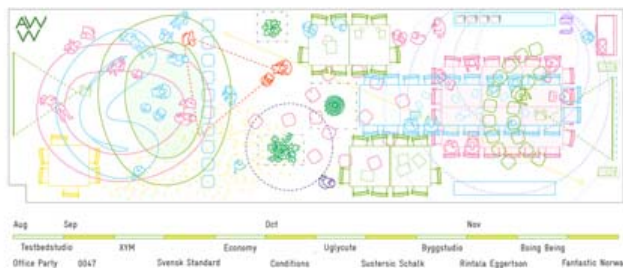 AW
W
Aug Sep Oct Nov
Testbedstudio XYM Economy Uglycute Byggstudio Boing Being
Office Party 0047 Svensk Standard Conditions Sustersic Schalk Rintala Eggertson Fantastic Norwa